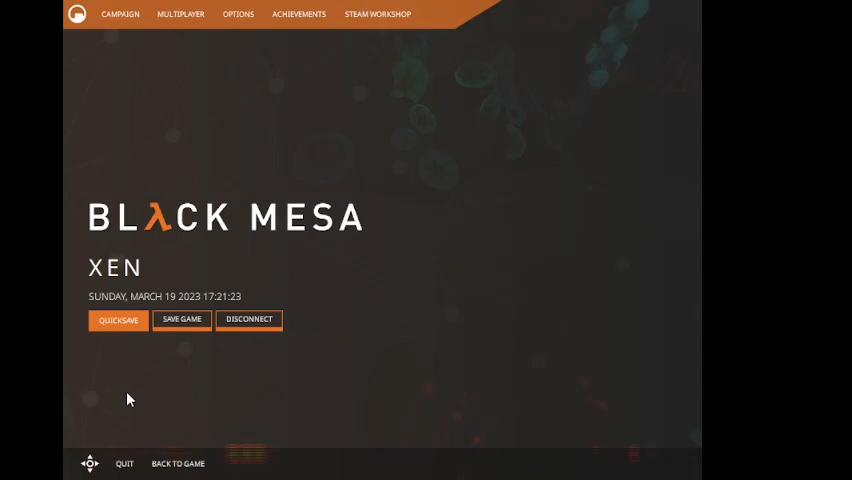 CAMPAIGN MULTIPLAYER OPTIONS ACHIEVEMENTS STEAM WORKSHOP
BLλCK MESA
XEN
SUNDAY, MARCH 19 2023 17:21:23
QUICKSAVE SAVE GAME DISCONNECT
QUIT BACK TO GAME